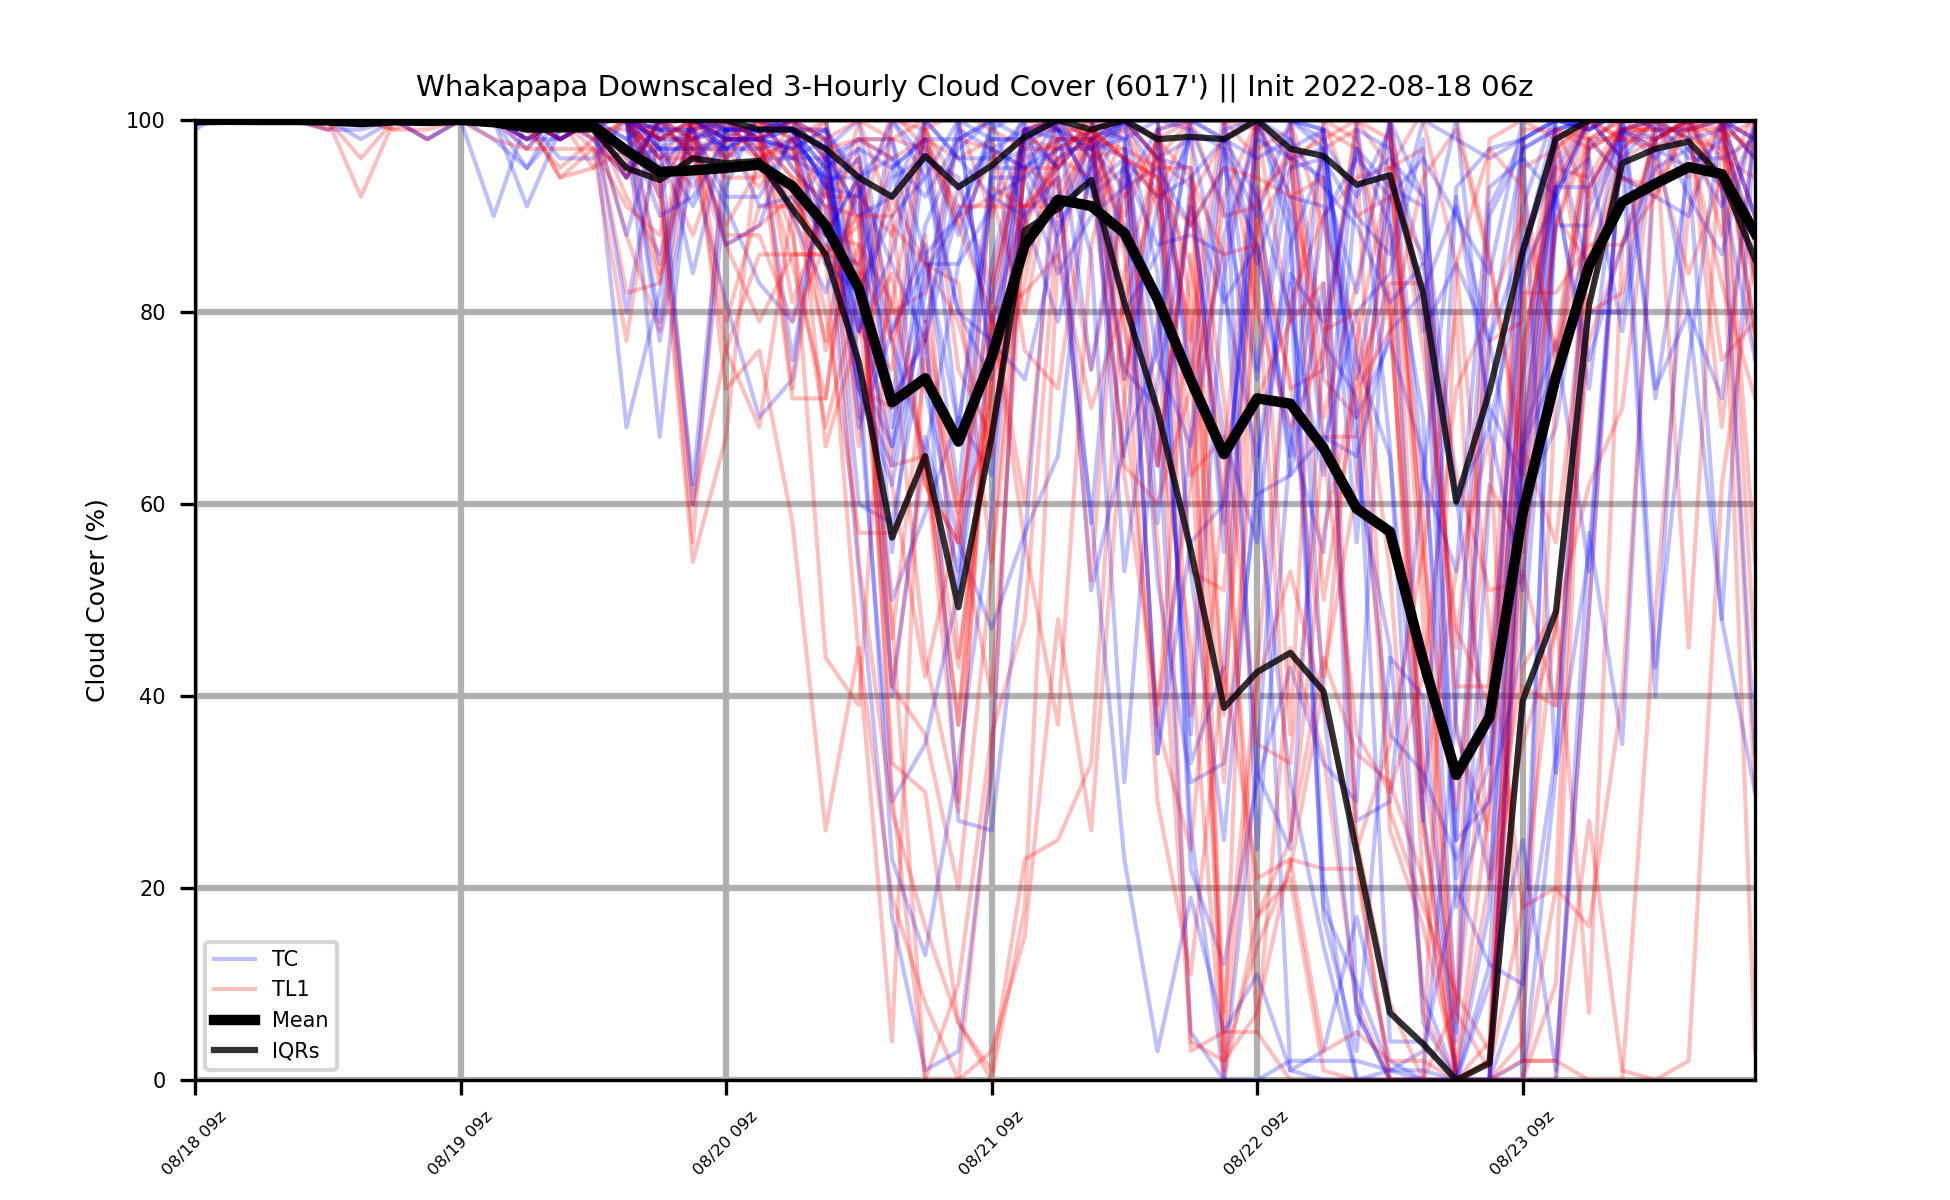 Whakapapa Downscaled 3-Hourly Cloud Cover (6017') || Init 2022-08-18 06z
Cloud Cover (%)
100
80
60
40
20
0
TC
TL1
Mean
IQRs
08/18 09z
08/19 09z
08/20 09z
08/21 09z
08/22 09z
08/23 09z